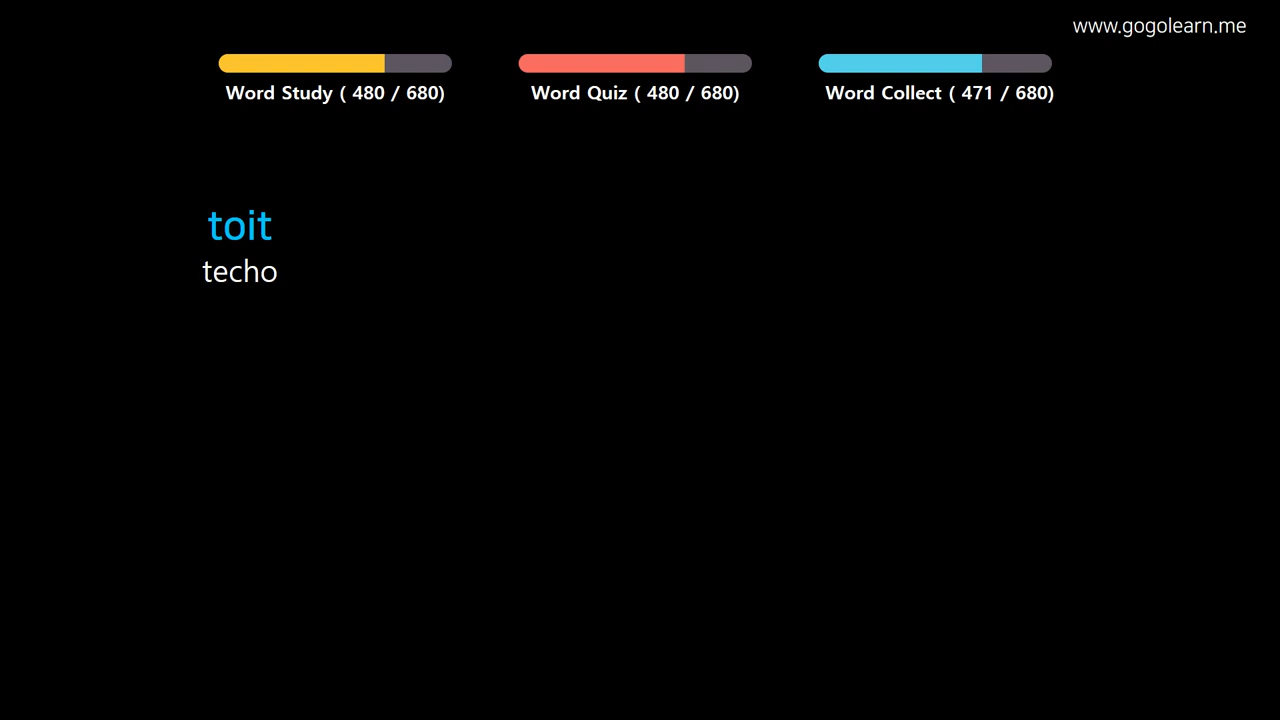 www.gogolearn.me
Word Study ( 480 / 680)
Word Quiz ( 480 / 680)
Word Collect ( 471 / 680)
toit
techo